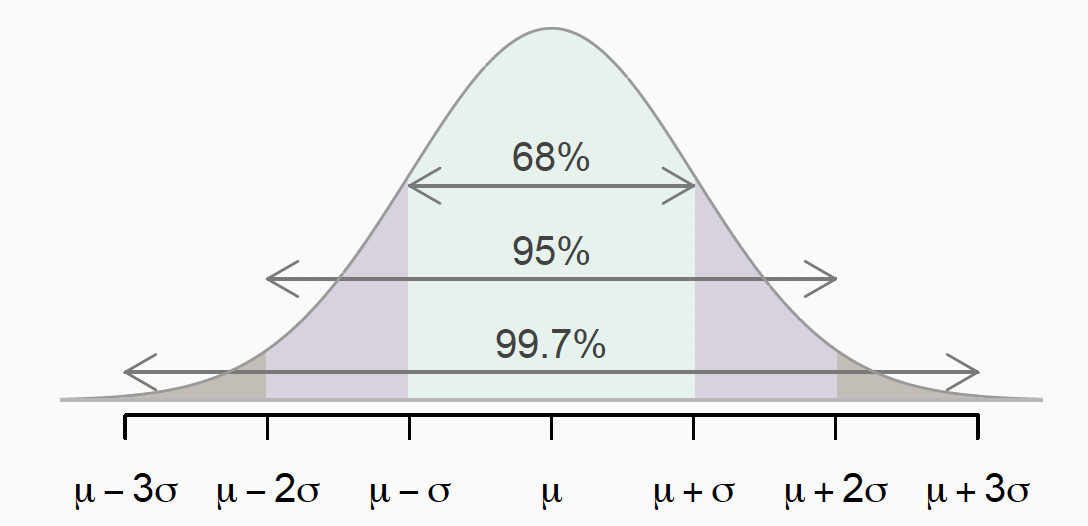 68%
95%
99.7%
μ − 3σ μ − 2σ μ − σ μ μ + σ μ + 2σ μ + 3σ